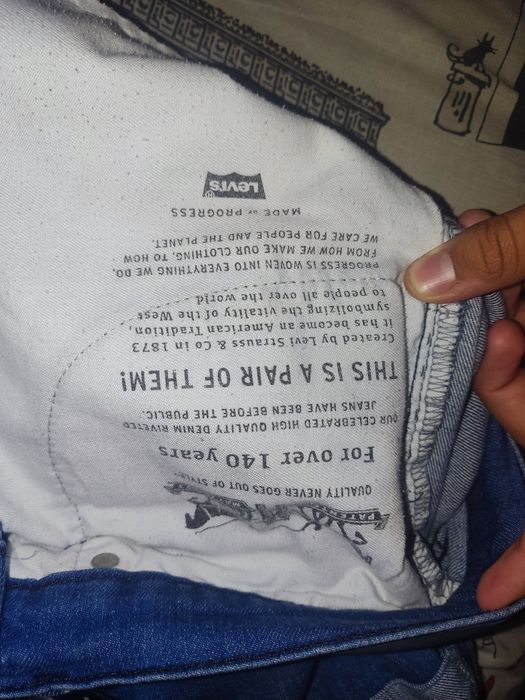 PATENT
QUALITY NEVER GOES OUT OF STYLE
For over 140 years
OUR CELEBRATED HIGH QUALITY DENIM RIVETED
JEANS HAVE BEEN BEFORE THE PUBLIC.
THIS IS A PAIR OF THEM!
Created by Levi Strauss & Co in 1873
it has become an American Tradition,
symbolizing the vitality of the West
to people all over the world
PROGRESS IS WOVEN INTO EVERYTHING WE DO.
FROM HOW WE MAKE OUR CLOTHING, TO HOW
WE CARE FOR PEOPLE AND THE PLANET.
MADE OF PROGRESS
LEVI'S